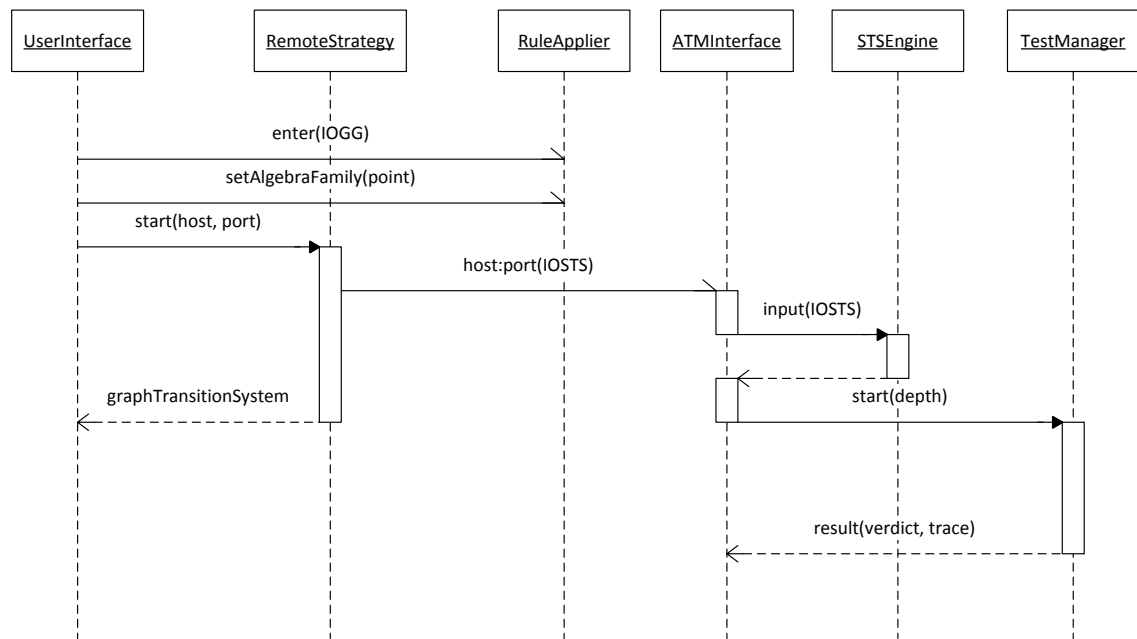 UserInterface
RemoteStrategy
RuleApplier
ATMInterface
STSEngine
TestManager
enter(IOGG)
setAlgebraFamily(point)
start(host, port)
host:port(IOSTS)
input(IOSTS)
graphTransitionSystem
start(depth)
result(verdict, trace)